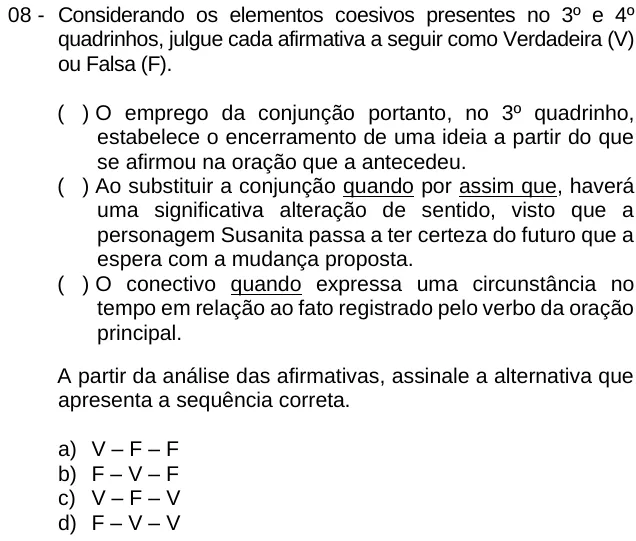 08 - Considerando os elementos coesivos presentes no 3º e 4º
quadrinhos, julgue cada afirmativa a seguir como Verdadeira (V)
ou Falsa (F).
( ) O emprego da conjunção portanto, no 3º quadrinho,
estabelece o encerramento de uma ideia a partir do que
se afirmou na oração que a antecedeu.
( ) Ao substituir a conjunção quando por assim que, haverá
uma significativa alteração de sentido, visto que a
personagem Susanita passa a ter certeza do futuro que a
espera com a mudança proposta.
( ) O conectivo quando expressa uma circunstância no
tempo em relação ao fato registrado pelo verbo da oração
principal.
A partir da análise das afirmativas, assinale a alternativa que
apresenta a sequência correta.
a) V – F – F
b) F – V – F
c) V – F – V
d) F – V – V